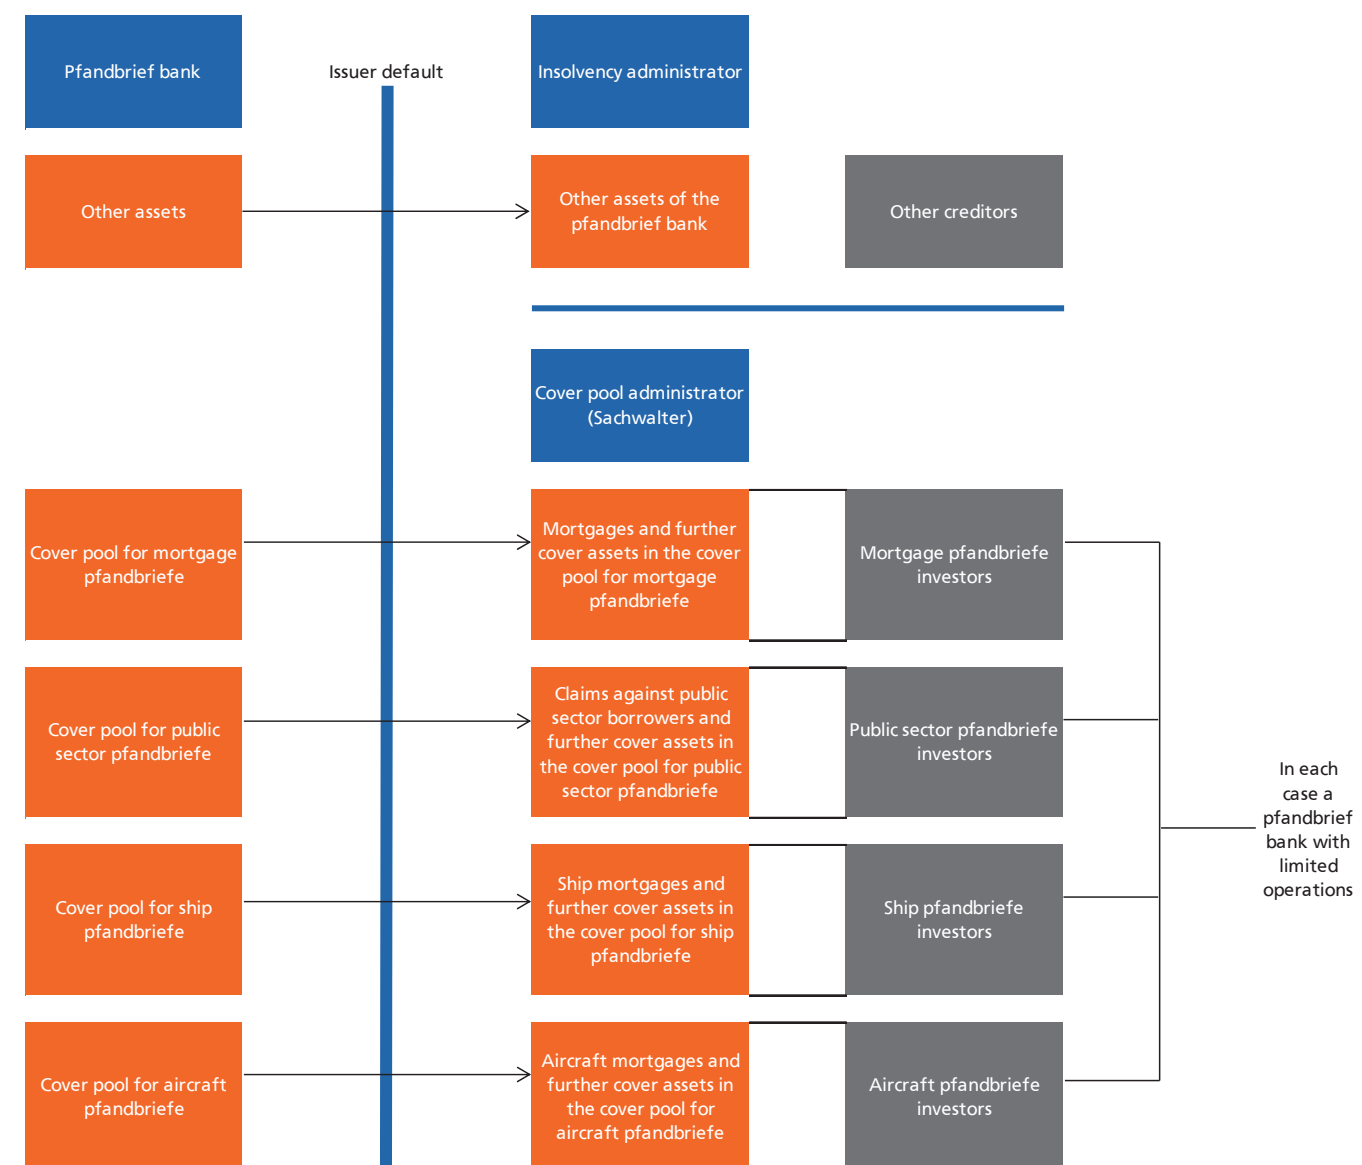 Pfandbrief bank
Issuer default
Insolvency administrator
Other assets
Other assets of the
pfandbrief bank
Other creditors
Cover pool administrator
(Sachwalter)
Cover pool for mortgage
pfandbriefe
Mortgages and further
cover assets in the cover
pool for mortgage
pfandbriefe
Mortgage pfandbriefe
investors
Cover pool for public
sector pfandbriefe
Claims against public
sector borrowers and
further cover assets in
the cover pool for public
sector pfandbriefe
Public sector pfandbriefe
investors
In each
case a
pfandbrief
bank with
limited
operations
Cover pool for ship
pfandbriefe
Ship mortgages and
further cover assets in
the cover pool for ship
pfandbriefe
Ship pfandbriefe
investors
Cover pool for aircraft
pfandbriefe
Aircraft mortgages and
further cover assets in
the cover pool for
aircraft pfandbriefe
Aircraft pfandbriefe
investors